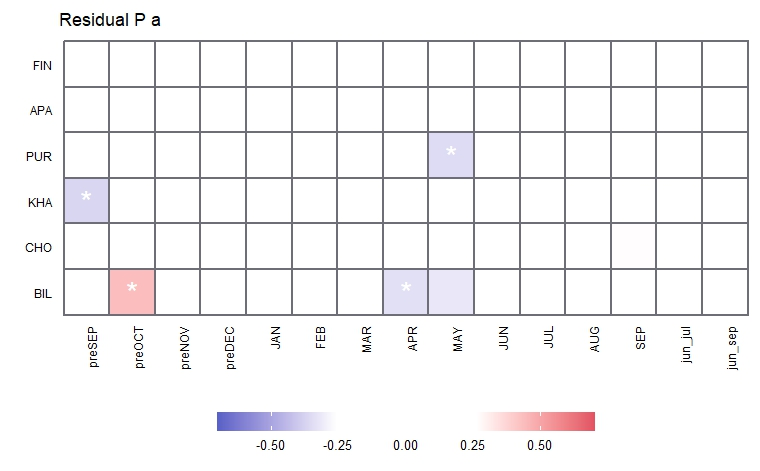 Residual P a
FIN
APA
PUR *
KHA *
CHO
BIL * *
preSEP preOCT preNOV preDEC JAN FEB MAR APR MAY JUN JUL AUG SEP jun_jul jun_sep
-0.50 -0.25 0.00 0.25 0.50